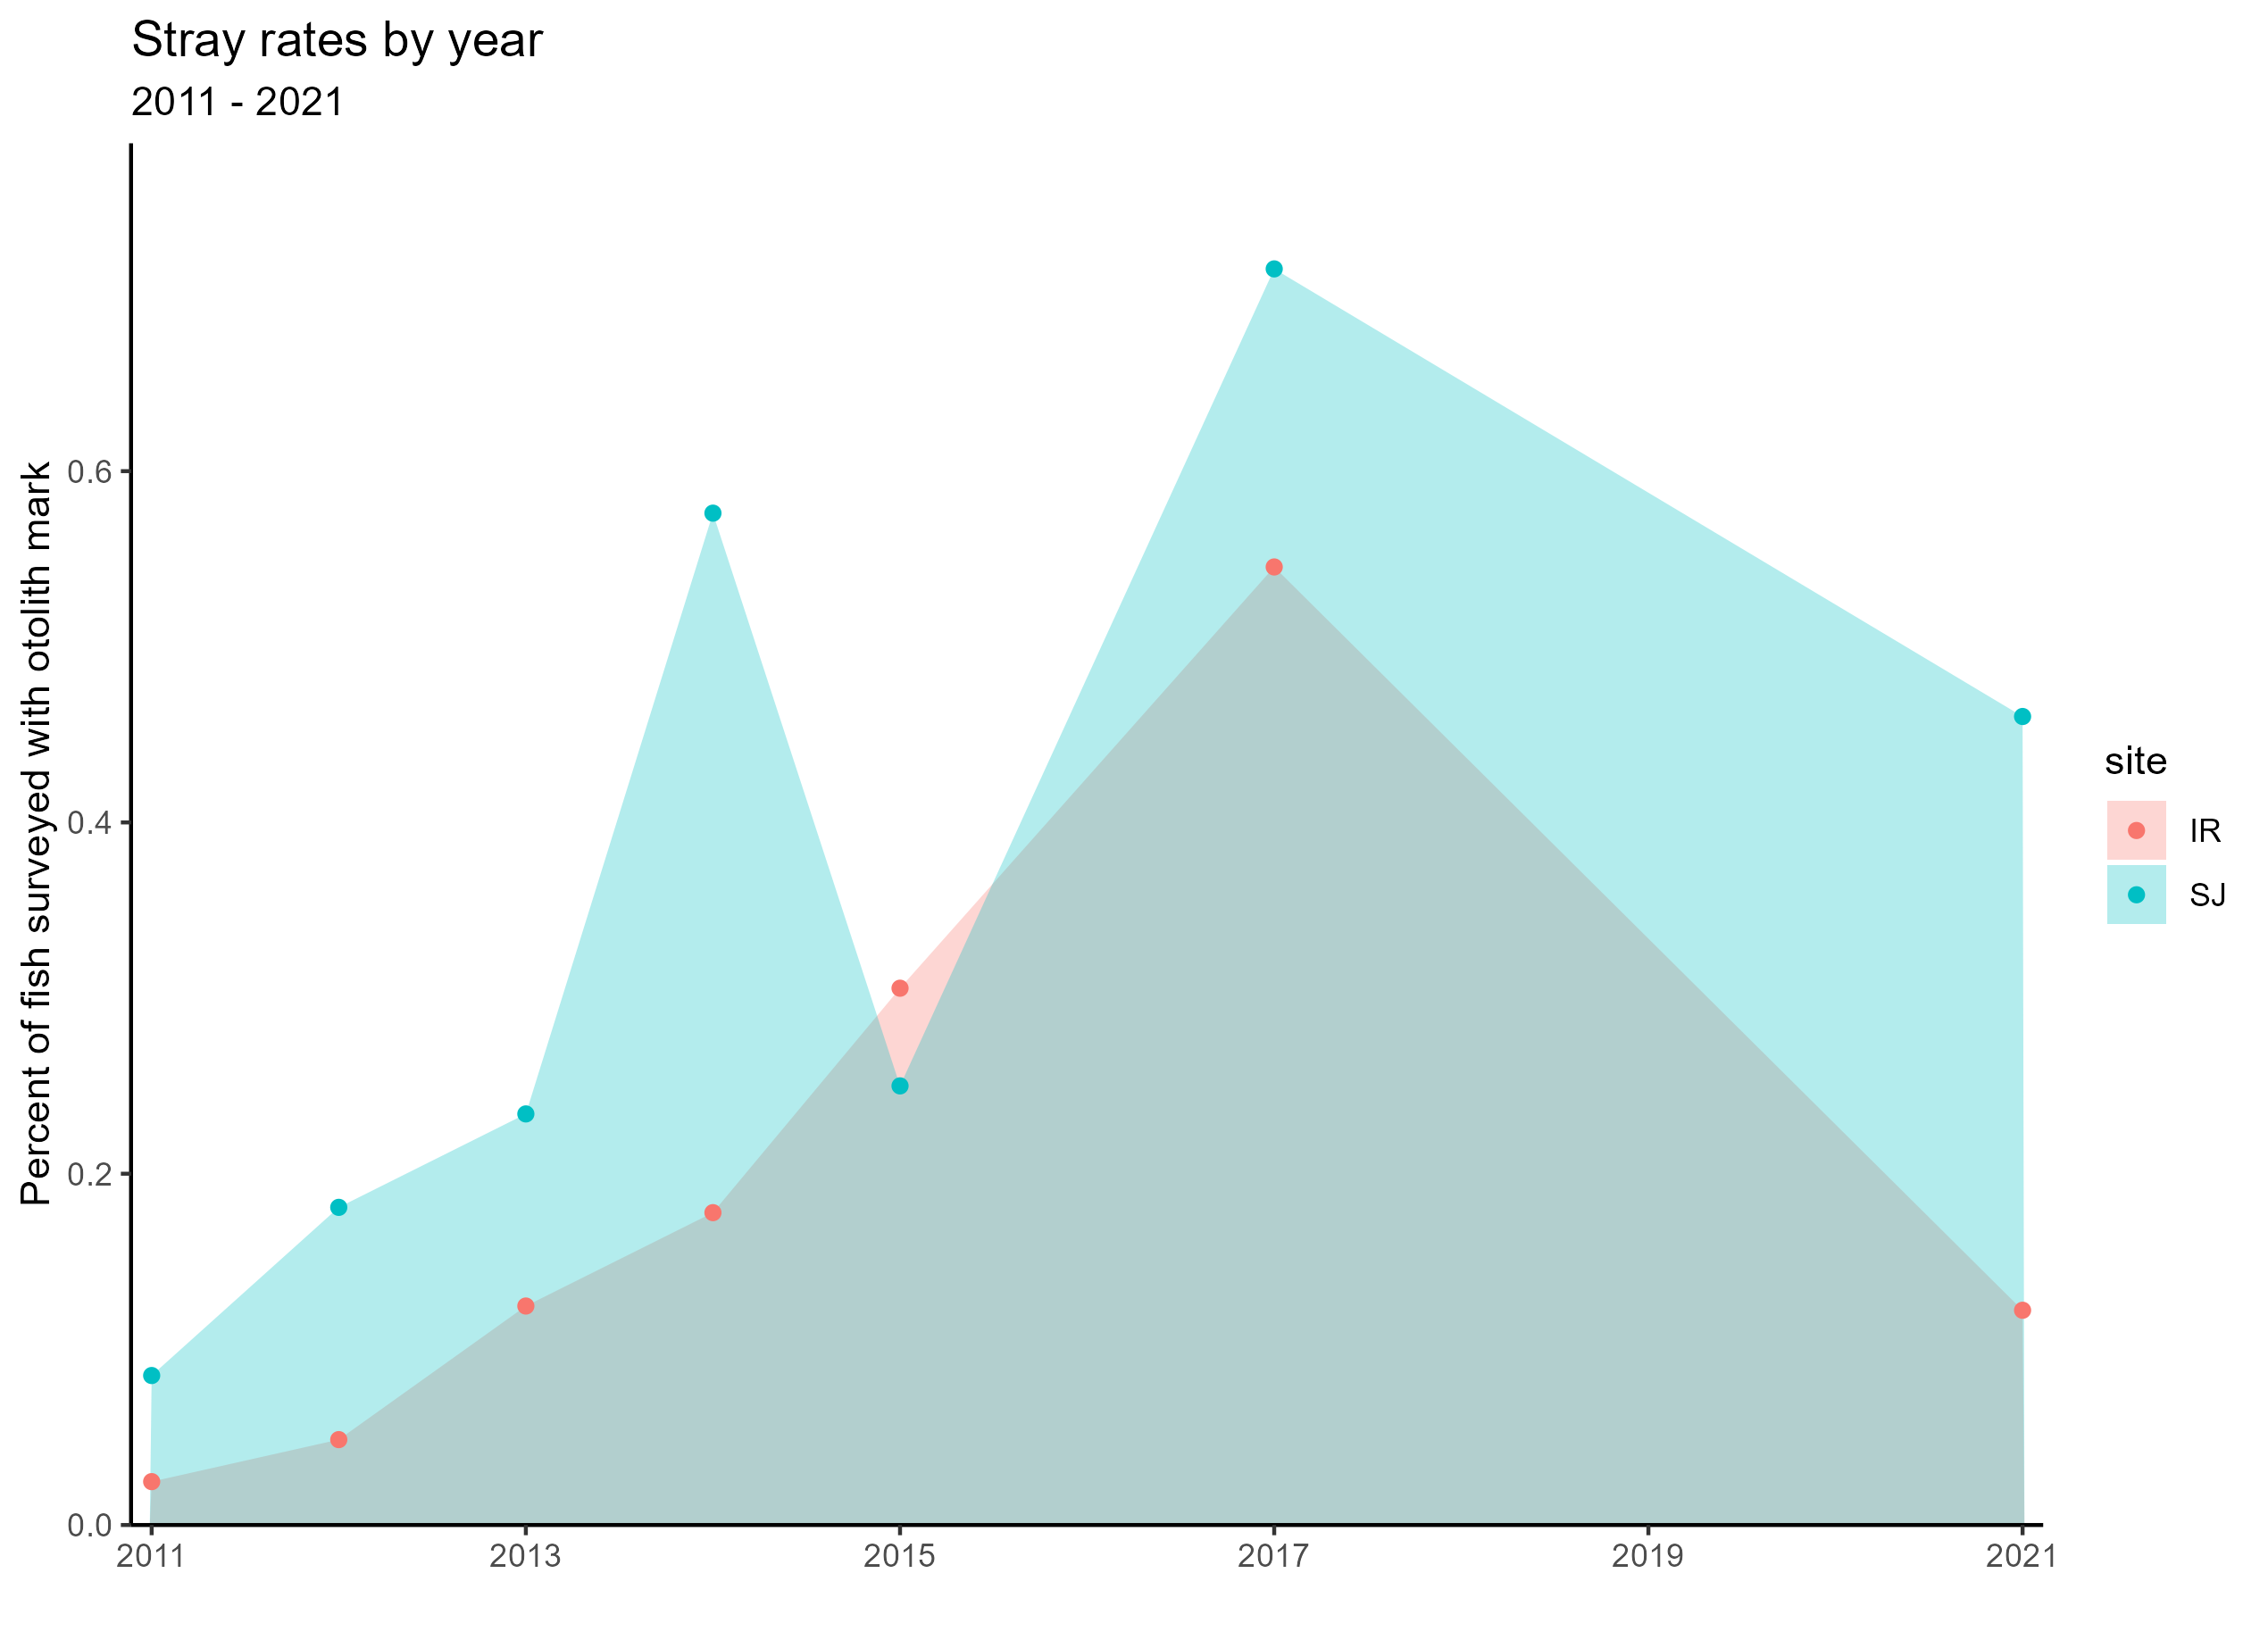 Stray rates by year
2011 - 2021
Percent of fish surveyed with otolith mark
0.6
0.4
0.2
0.0
2011 2013 2015 2017 2019 2021
site
IR
SJ